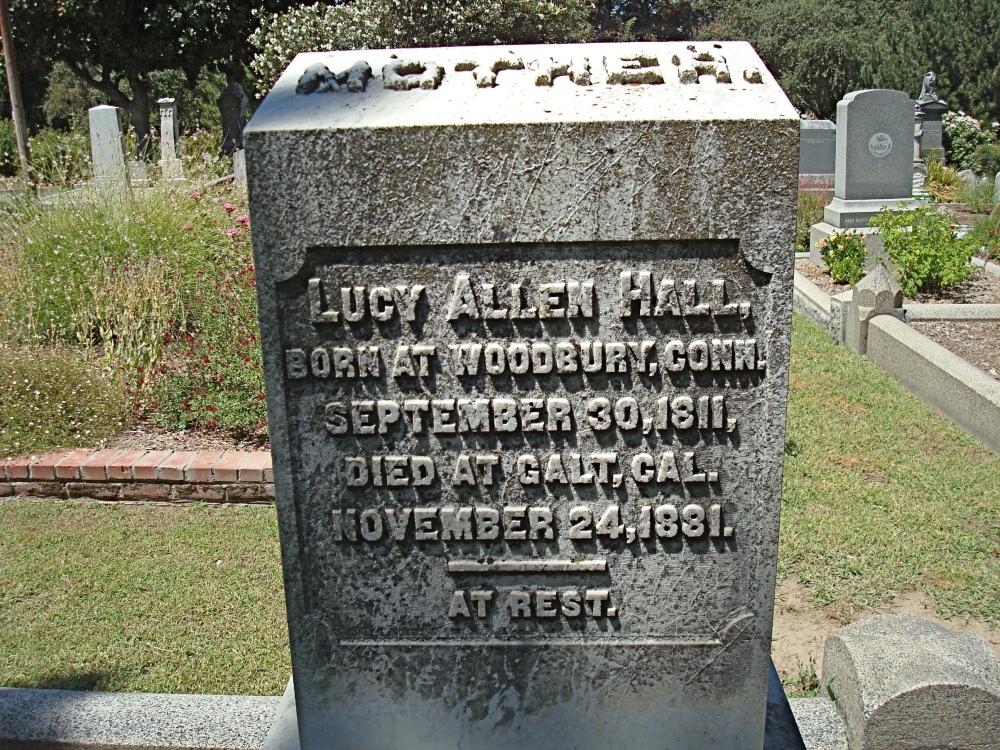 MOTHER.
LUCY ALLEN HALL,
BORN AT WOODBURY, CONN.
SEPTEMBER 30, 1811,
DIED AT GALT, CAL.
NOVEMBER 24, 1881.
AT REST.